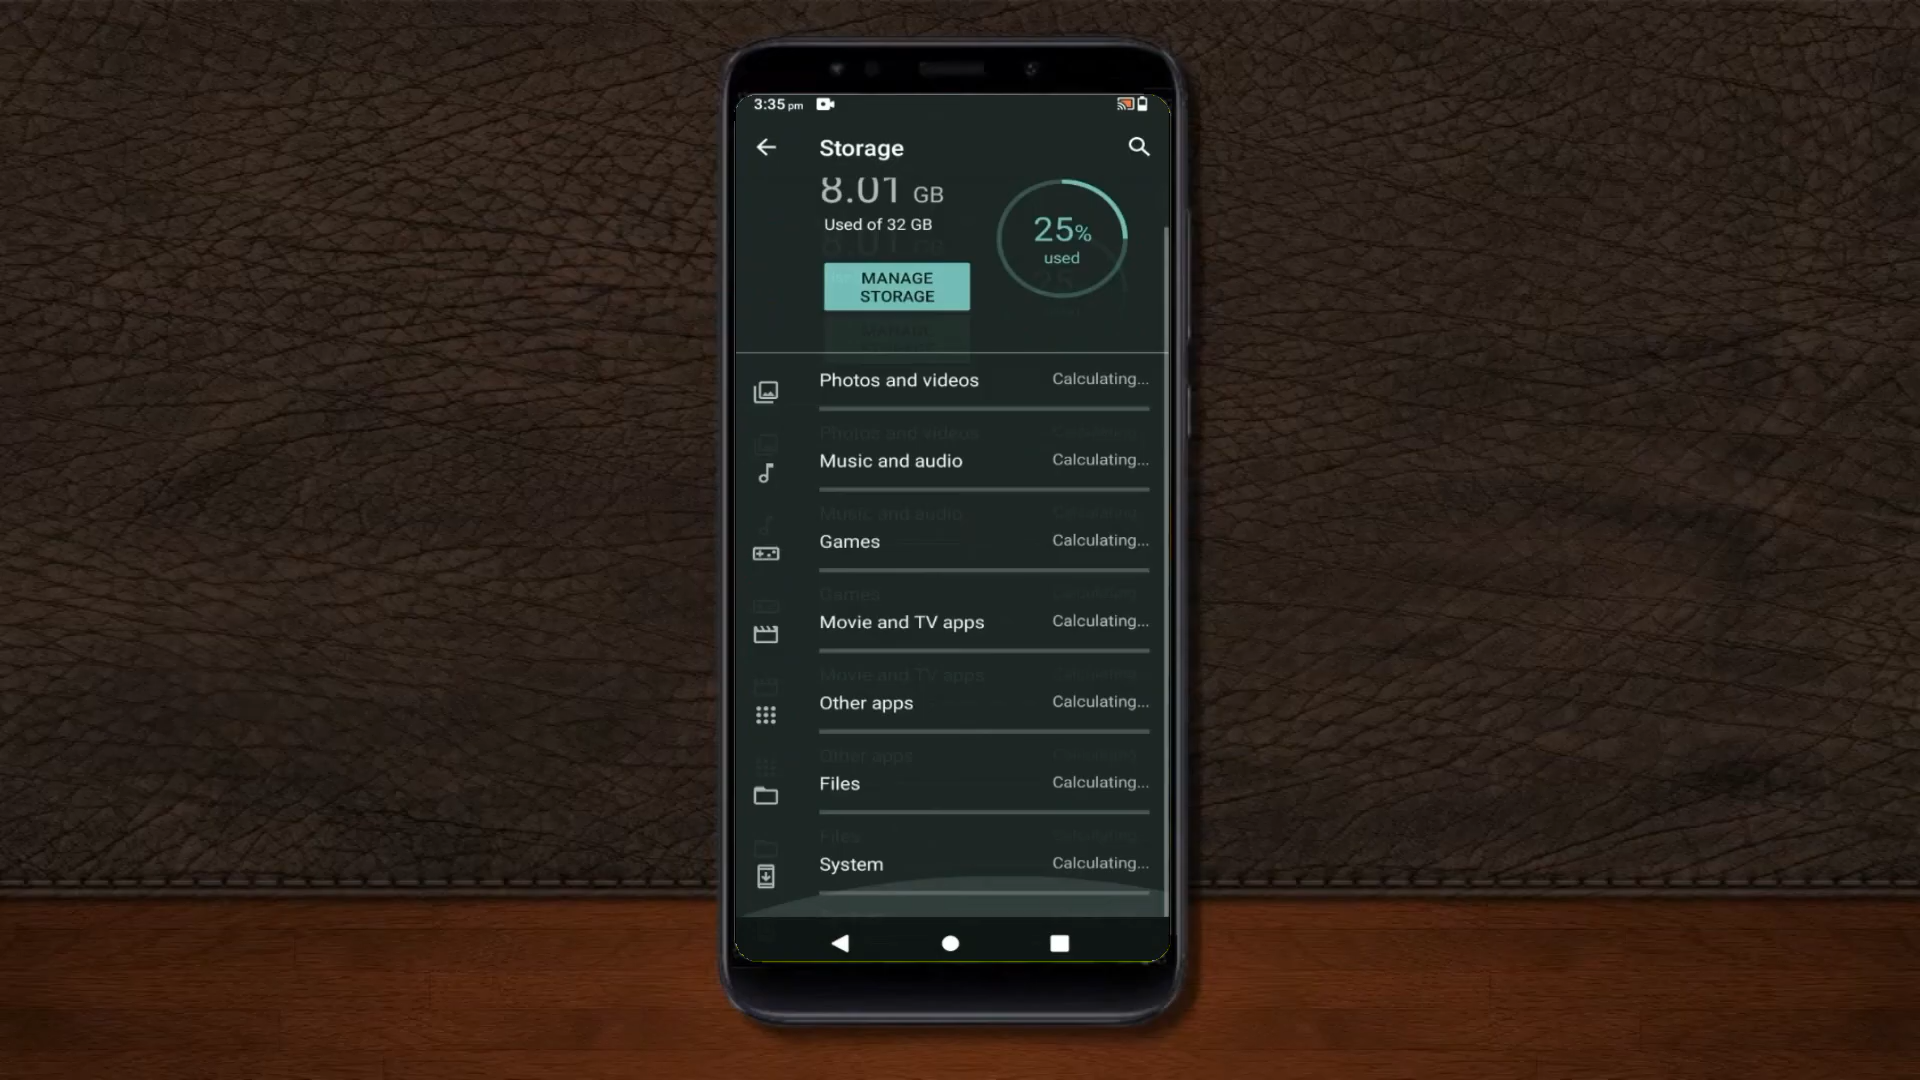 3:35 pm
Storage
8.01 GB
Used of 32 GB
25%
used
MANAGE
STORAGE
Photos and videos
Calculating...
Music and audio
Calculating...
Games
Calculating...
Movie and TV apps
Calculating...
Other apps
Calculating...
Files
Calculating...
System
Calculating...